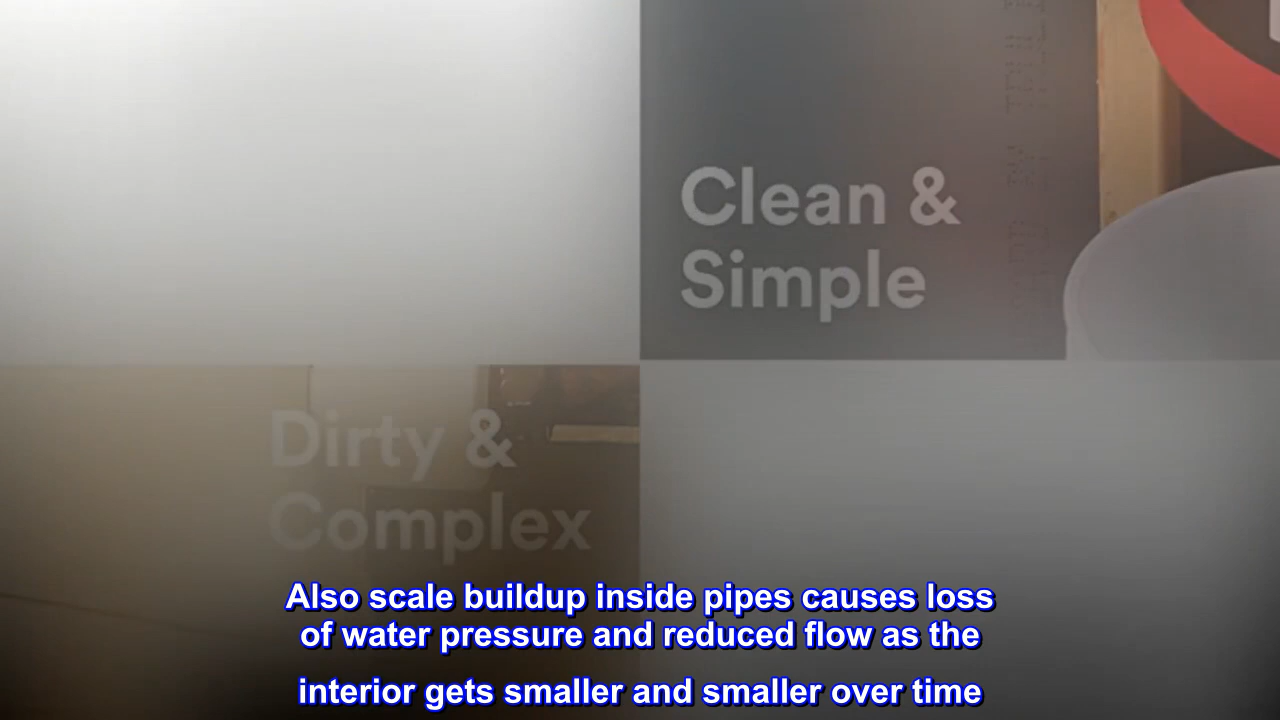 Clean &
Simple
Dirty &
Complex
Also scale buildup inside pipes causes loss
of water pressure and reduced flow as the
interior gets smaller and smaller over time